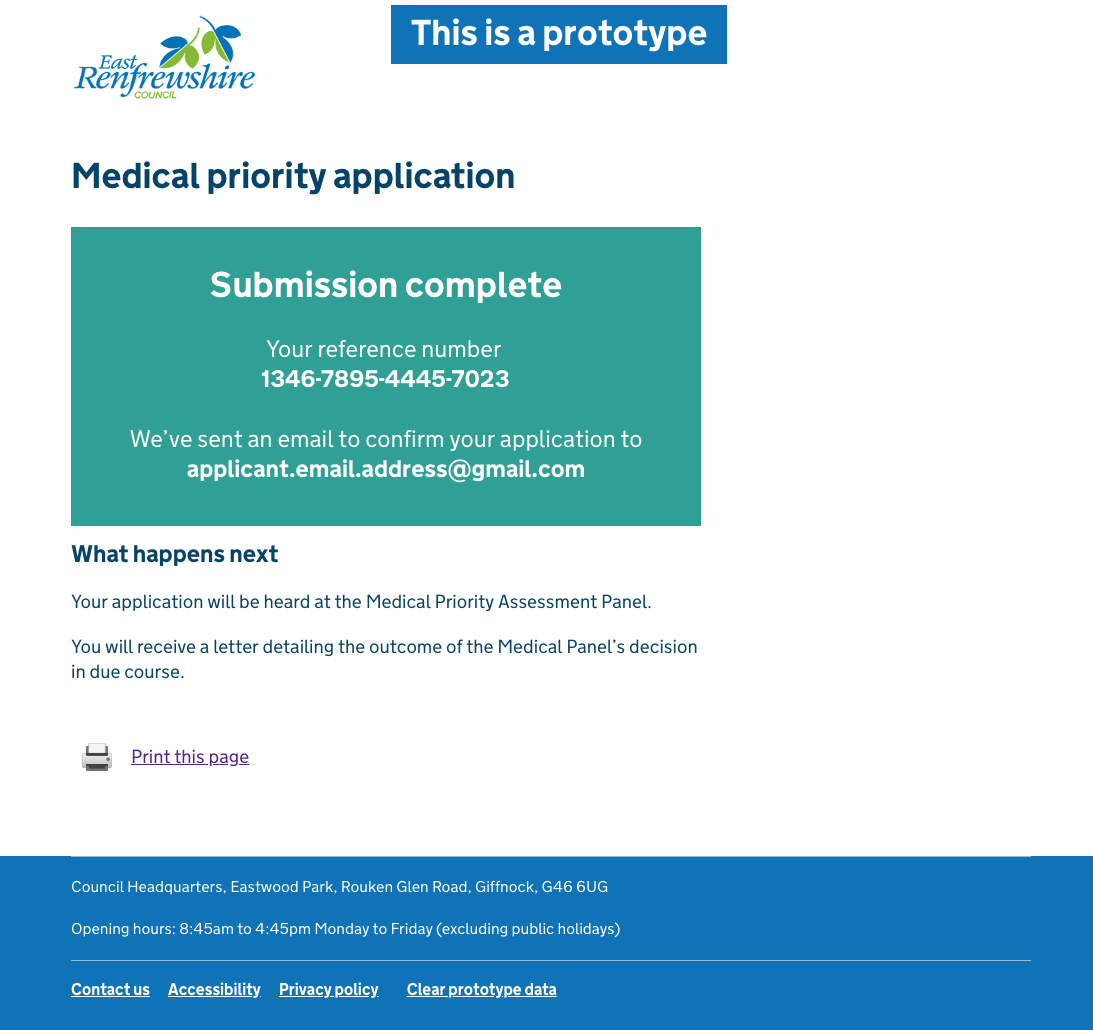 East
Renfrewshire
COUNCIL
This is a prototype
Medical priority application
Submission complete
Your reference number
1346-7895-4445-7023
We’ve sent an email to confirm your application to
applicant.email.address@gmail.com
What happens next
Your application will be heard at the Medical Priority Assessment Panel.
You will receive a letter detailing the outcome of the Medical Panel’s decision
in due course.
Print this page
Council Headquarters, Eastwood Park, Rouken Glen Road, Giffnock, G46 6UG
Opening hours: 8:45am to 4:45pm Monday to Friday (excluding public holidays)
Contact us Accessibility Privacy policy Clear prototype data